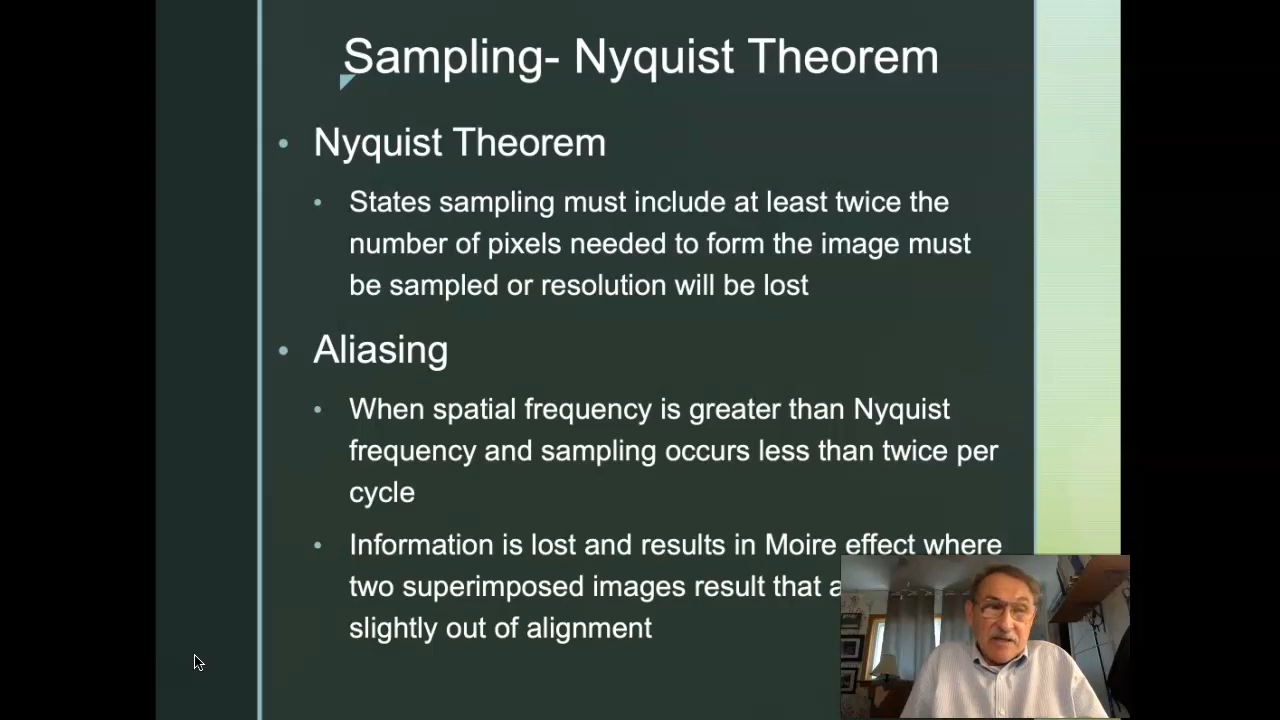 Sampling- Nyquist Theorem
• Nyquist Theorem
• States sampling must include at least twice the
number of pixels needed to form the image must
be sampled or resolution will be lost
• Aliasing
• When spatial frequency is greater than Nyquist
frequency and sampling occurs less than twice per
cycle
• Information is lost and results in Moire effect where
two superimposed images result that
slightly out of alignment